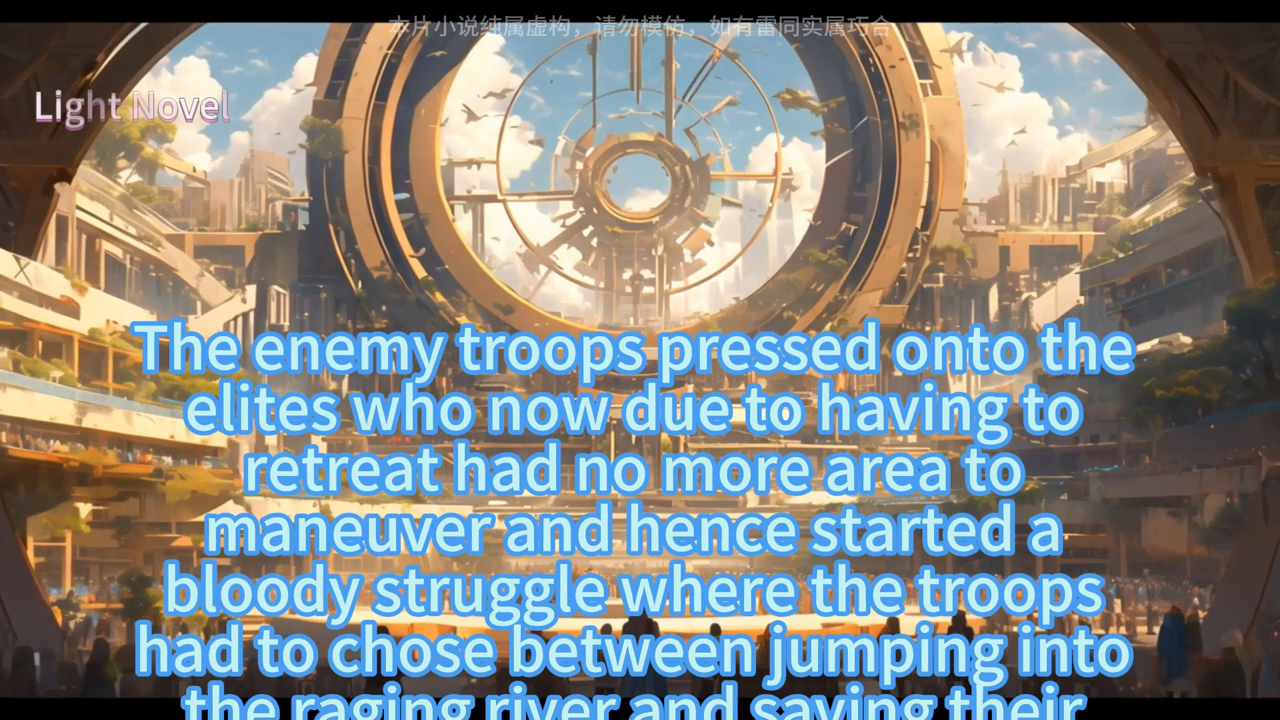 本片小说纯属虚构，请勿模仿，如有雷同实属巧合
Light Novel
The enemy troops pressed onto the
elites who now due to having to
retreat had no more area to
maneuver and hence started a
bloody struggle where the troops
had to chose between jumping into
the raging river and saving their